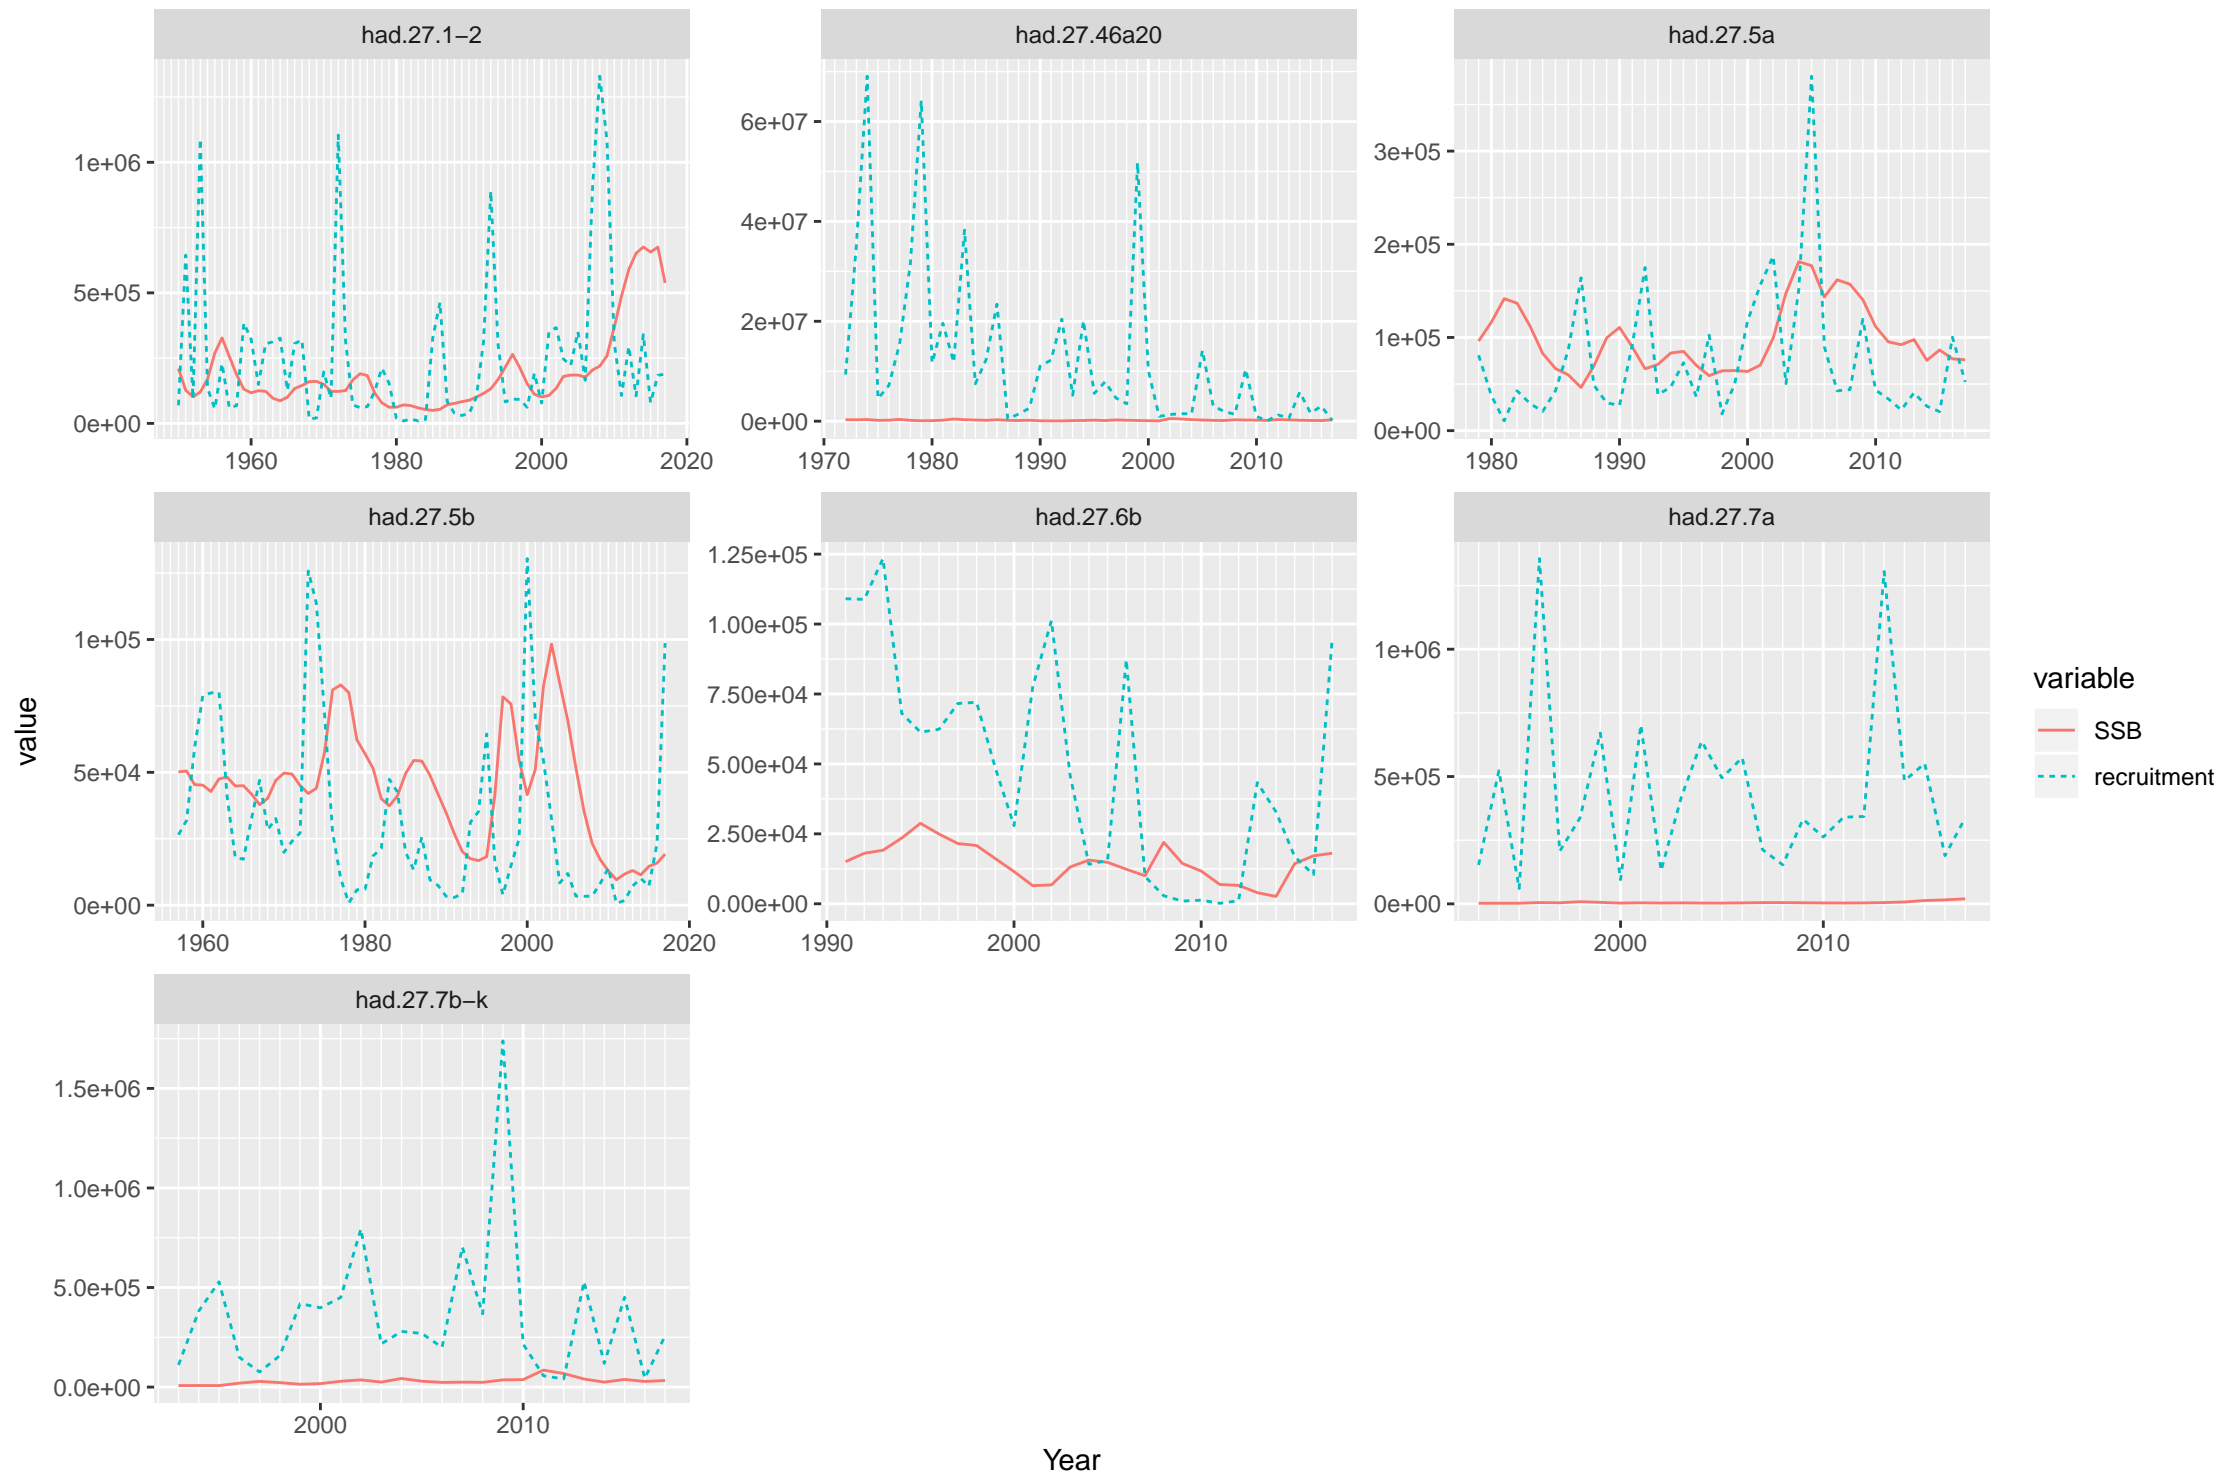 had.27.1−2
had.27.46a20
had.27.5a
1e+06
5e+05
0e+00
1960
1980
2000
2020
6e+07
4e+07
2e+07
0e+00
1970
1980
1990
2000
2010
3e+05
2e+05
1e+05
0e+00
1980
1990
2000
2010
had.27.5b
had.27.6b
had.27.7a
1e+05
5e+04
0e+00
1960
1980
2000
2020
1.25e+05
1.00e+05
7.50e+04
5.00e+04
2.50e+04
0.00e+00
1990
2000
2010
1e+06
5e+05
0e+00
2000
2010
had.27.7b−k
1.5e+06
1.0e+06
5.0e+05
0.0e+00
2000
2010
value
Year
variable
SSB
recruitment